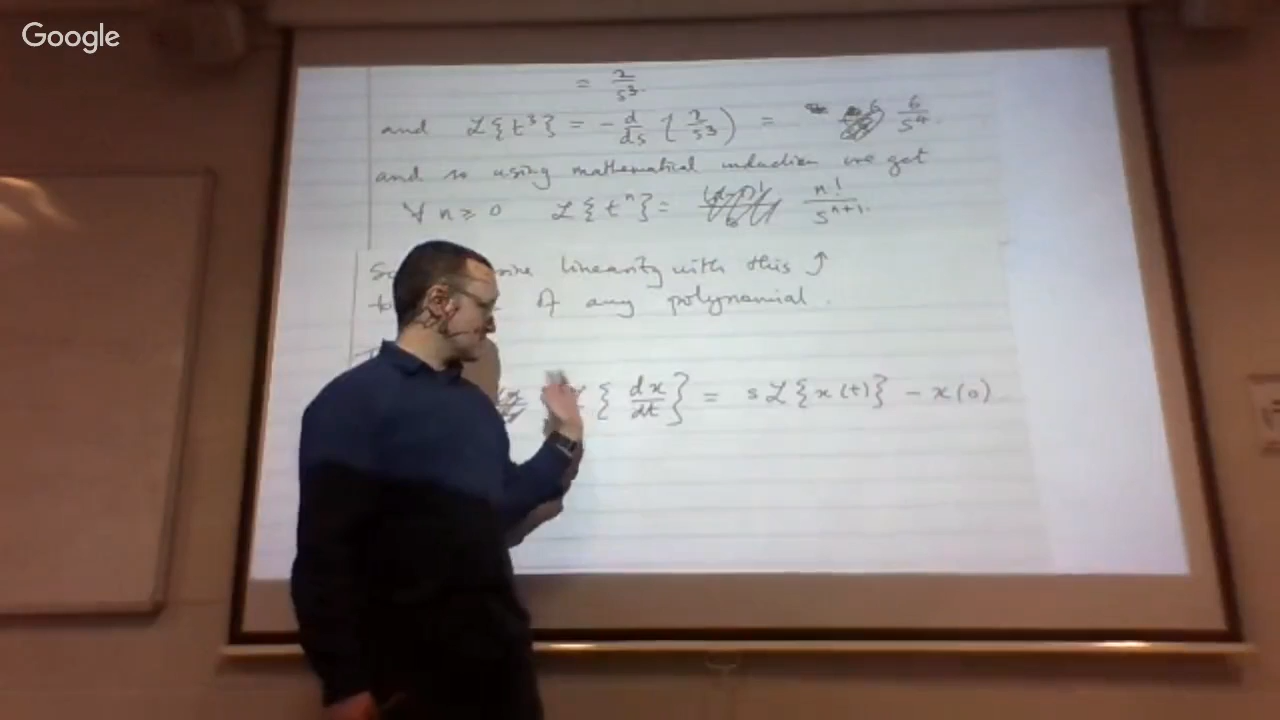 Google
= 2/s³.
and ℒ{t³} = -d/ds (2/s³) = 6/s⁴.
and so using mathematical induction we get
∀ n ≥ 0 ℒ{tⁿ} = n!/sⁿ⁺¹.
linearity with this ↑
of any polynomial.
{dx/dt} = sℒ{x(t)} - x(0)